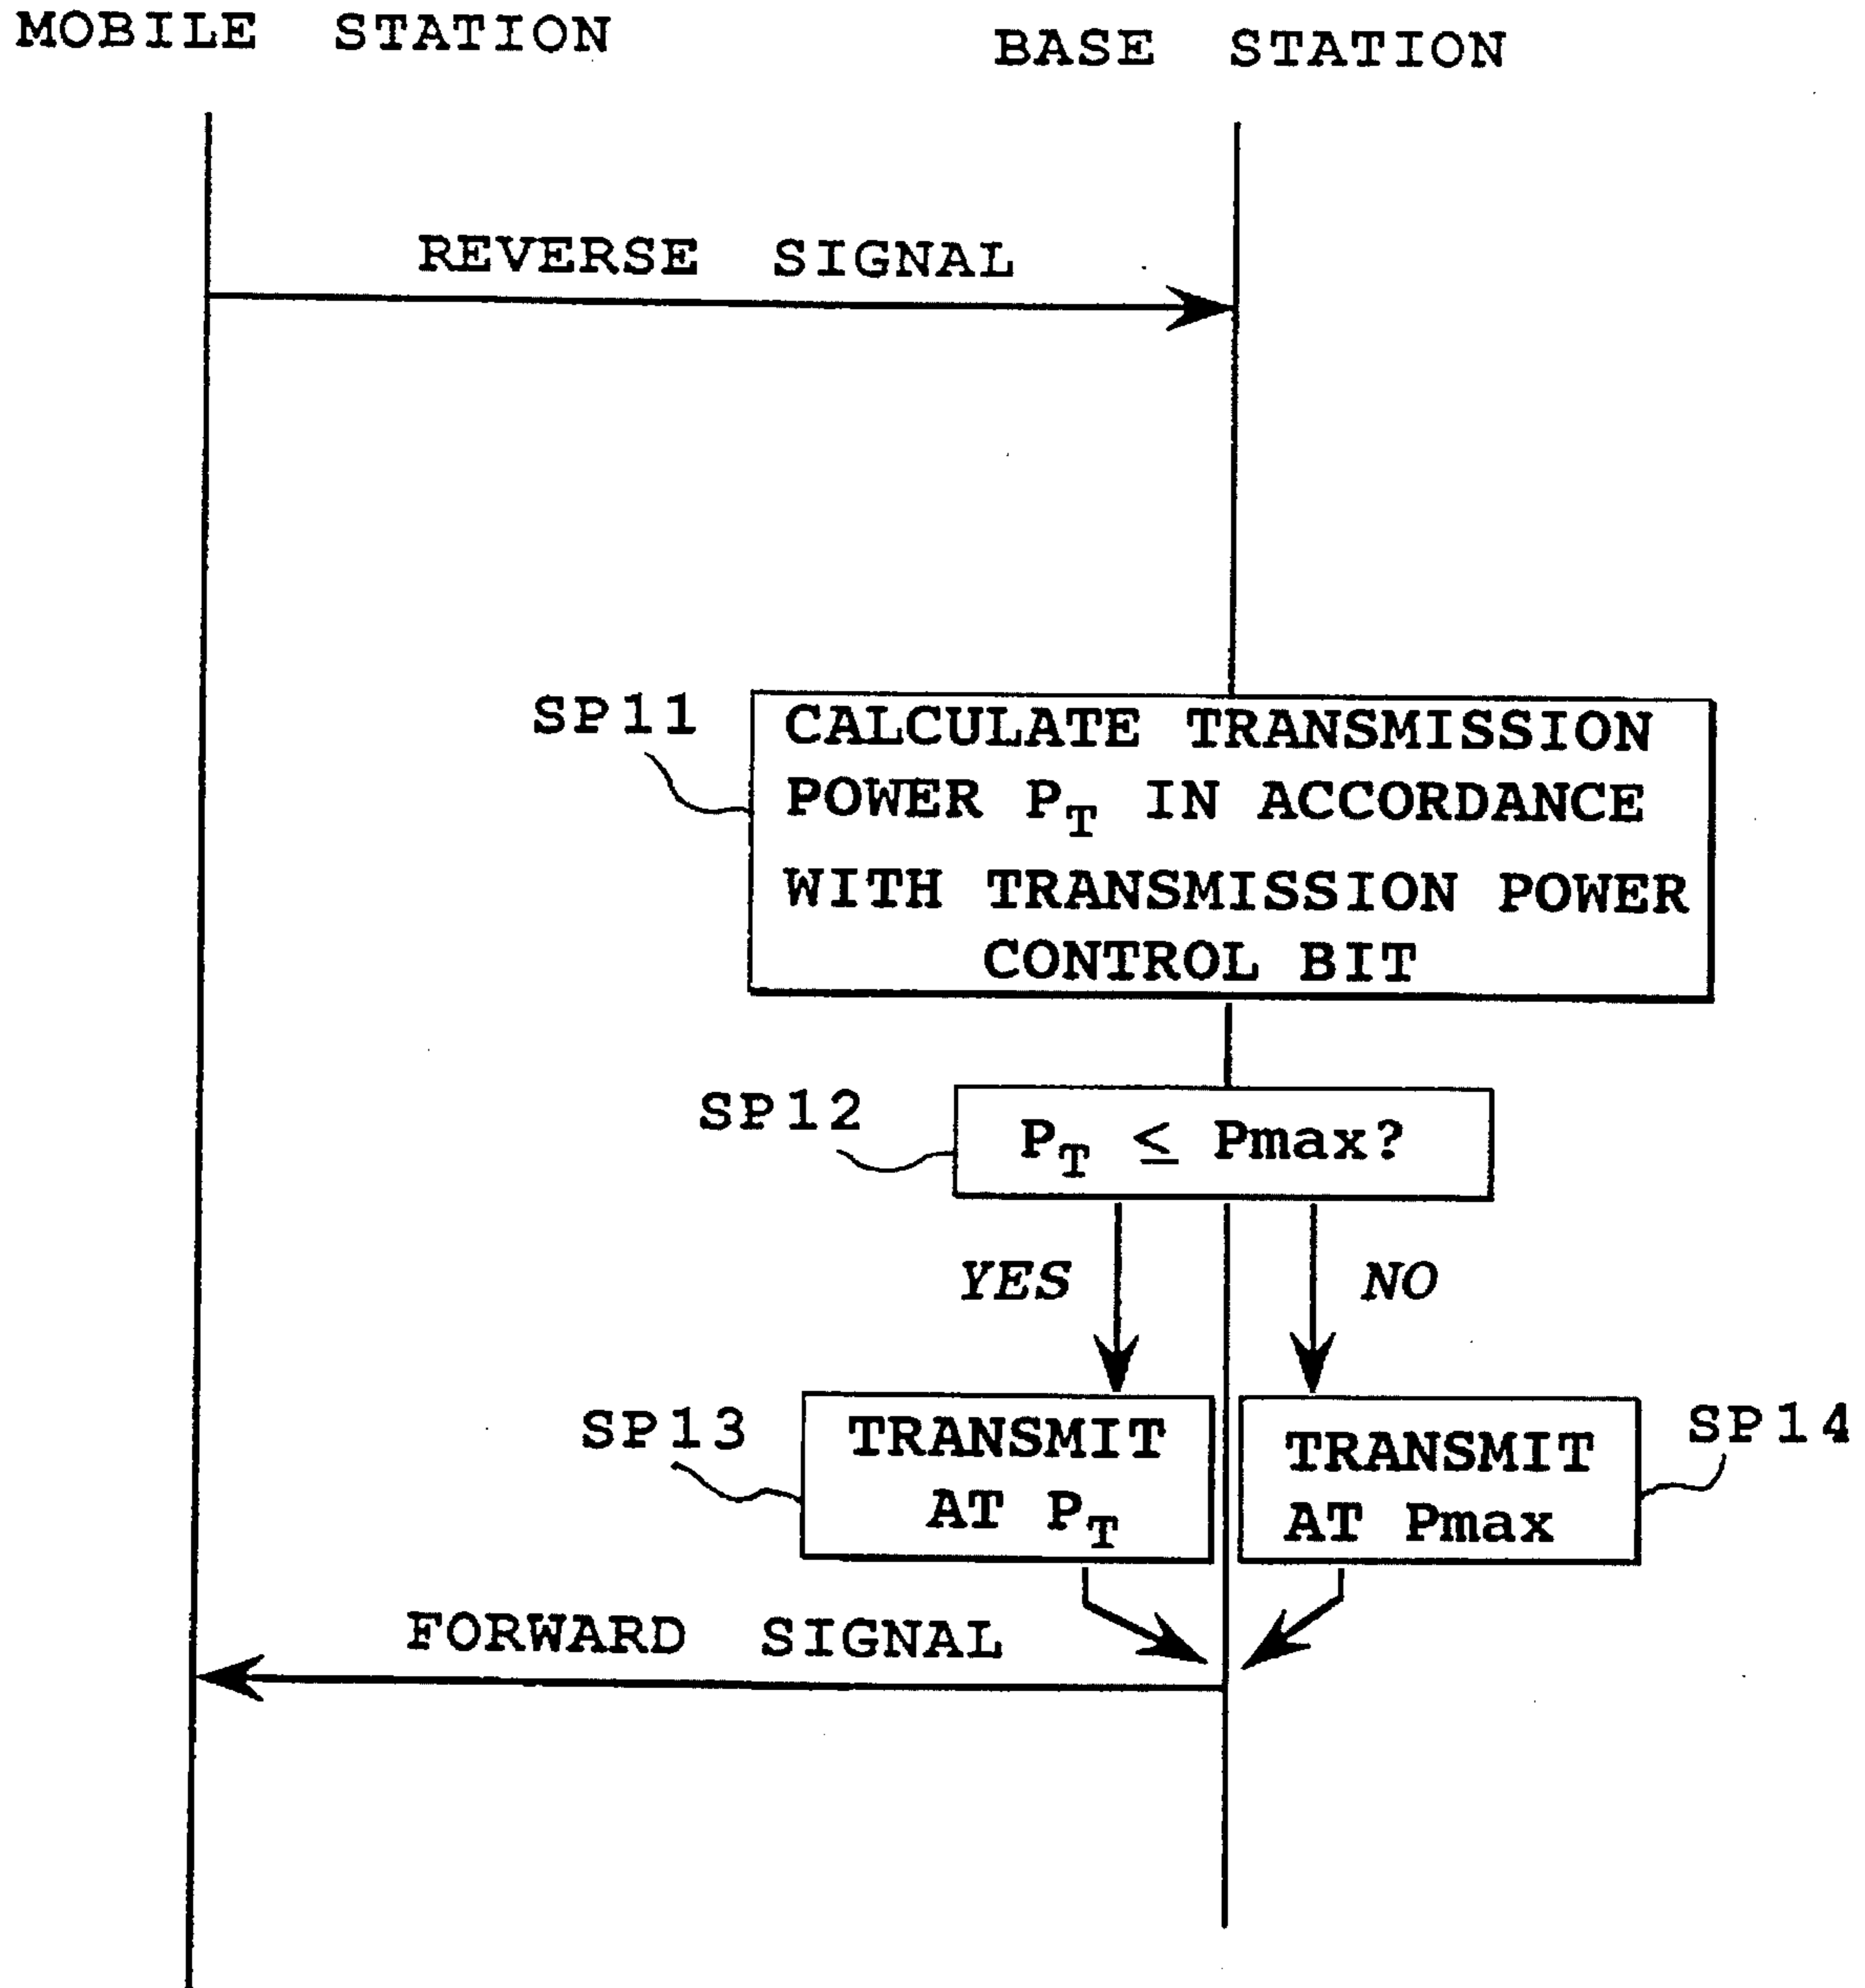 MOBILE STATION
BASE STATION
REVERSE SIGNAL
SP11
CALCULATE TRANSMISSION
POWER PT IN ACCORDANCE
WITH TRANSMISSION POWER
CONTROL BIT
SP12
PT ≤ Pmax?
YES
NO
SP13
TRANSMIT
AT PT
TRANSMIT
AT Pmax
SP14
FORWARD SIGNAL